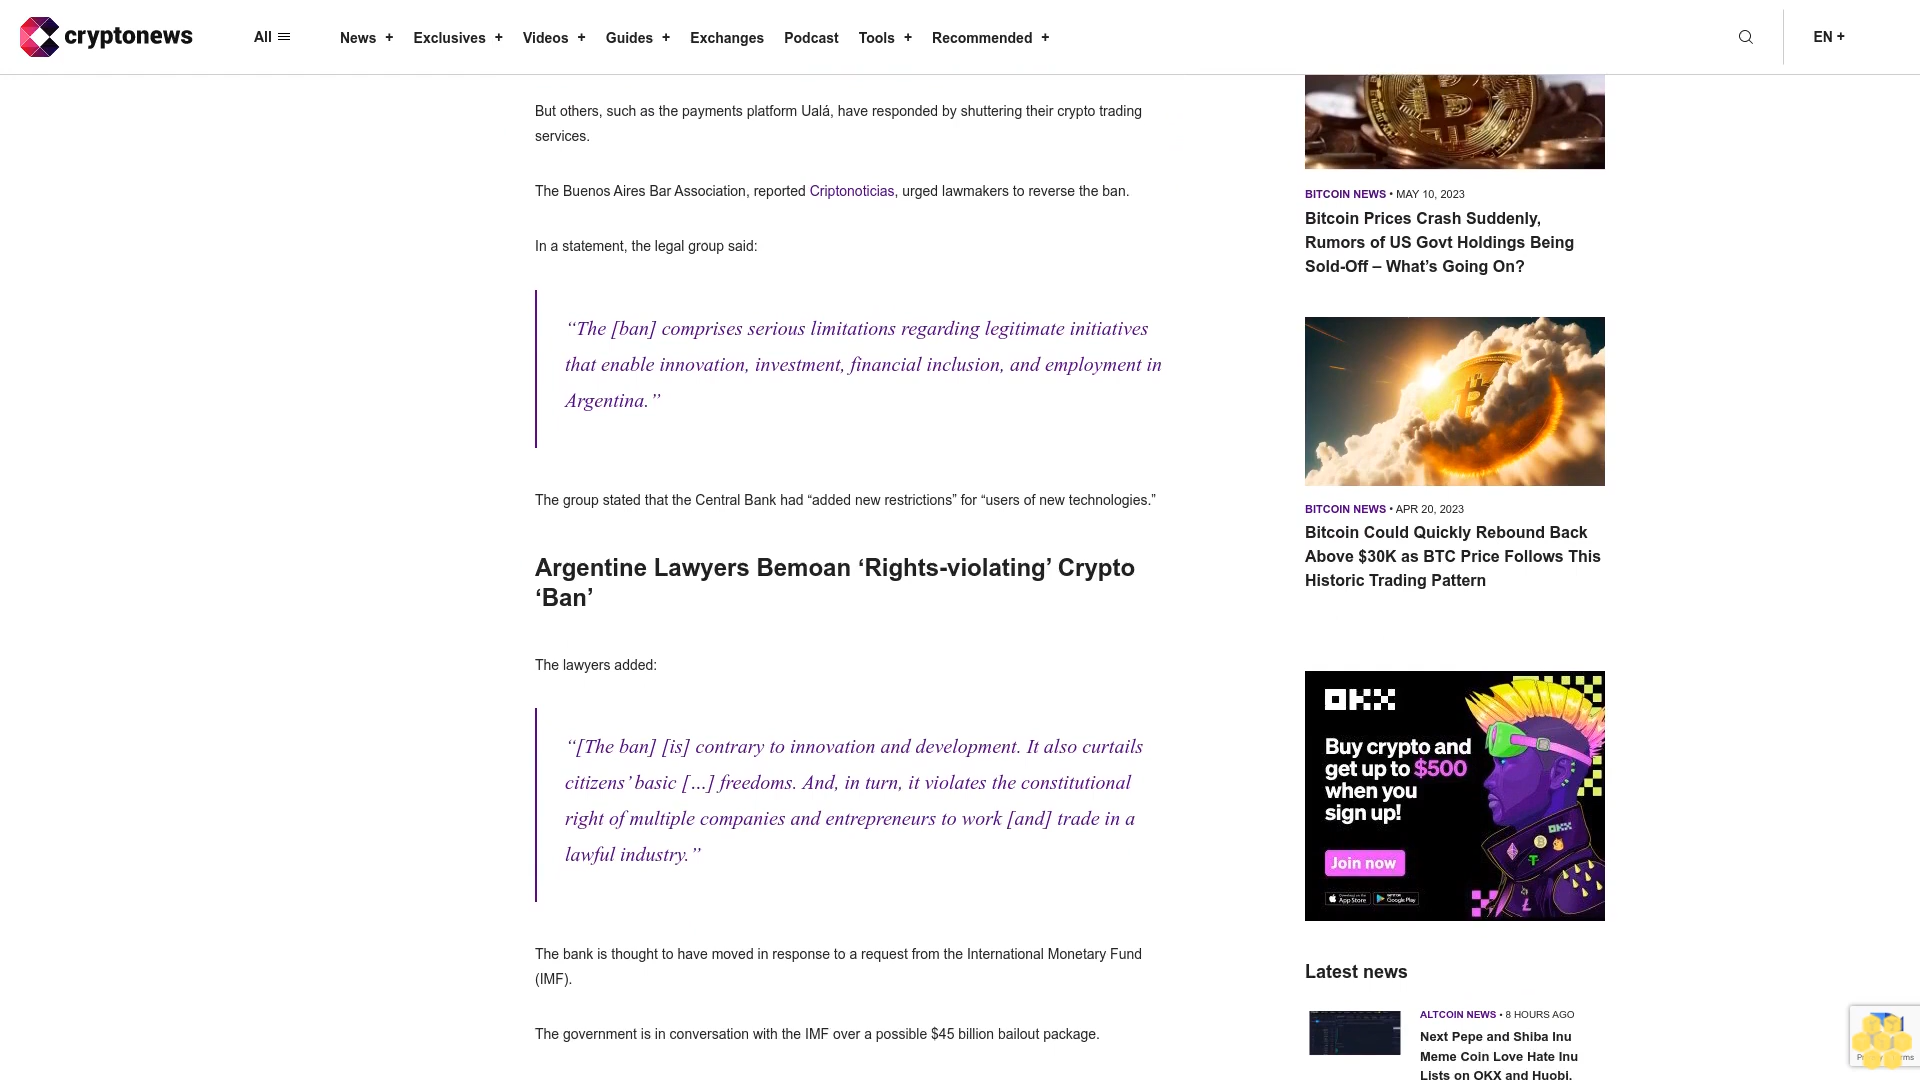 cryptonews
All
News +
Exclusives +
Videos +
Guides +
Exchanges
Podcast
Tools +
Recommended +
EN +
But others, such as the payments platform Ualá, have responded by shuttering their crypto trading
services.
The Buenos Aires Bar Association, reported Criptonoticias, urged lawmakers to reverse the ban.
In a statement, the legal group said:
“The [ban] comprises serious limitations regarding legitimate initiatives
that enable innovation, investment, financial inclusion, and employment in
Argentina.”
The group stated that the Central Bank had “added new restrictions” for “users of new technologies.”
Argentine Lawyers Bemoan ‘Rights-violating’ Crypto
‘Ban’
The lawyers added:
“[The ban] [is] contrary to innovation and development. It also curtails
citizens’ basic […] freedoms. And, in turn, it violates the constitutional
right of multiple companies and entrepreneurs to work [and] trade in a
lawful industry.”
The bank is thought to have moved in response to a request from the International Monetary Fund
(IMF).
The government is in conversation with the IMF over a possible $45 billion bailout package.
BITCOIN NEWS • MAY 10, 2023
Bitcoin Prices Crash Suddenly,
Rumors of US Govt Holdings Being
Sold-Off – What’s Going On?
BITCOIN NEWS • APR 20, 2023
Bitcoin Could Quickly Rebound Back
Above $30K as BTC Price Follows This
Historic Trading Pattern
OKX
Buy crypto and
get up to $500
when you
sign up!
Join now
Download on the
App Store
GET IT ON
Google Play
OKX
Latest news
ALTCOIN NEWS • 8 HOURS AGO
Next Pepe and Shiba Inu
Meme Coin Love Hate Inu
Lists on OKX and Huobi.